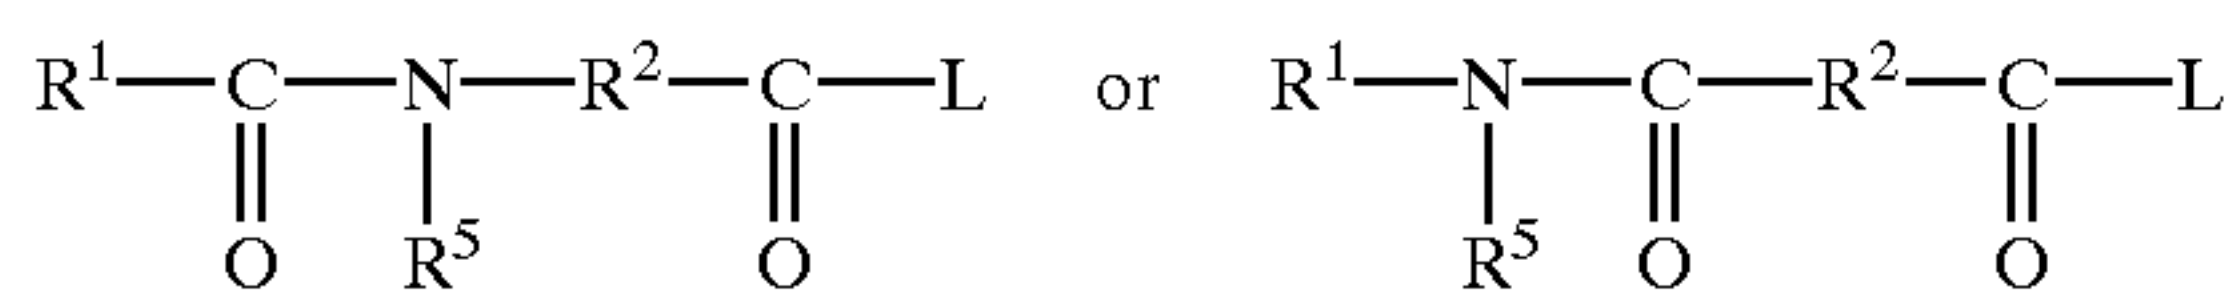 R¹—C—N—R²—C—L or R¹—N—C—R²—C—L
O R⁵ O R⁵ O O